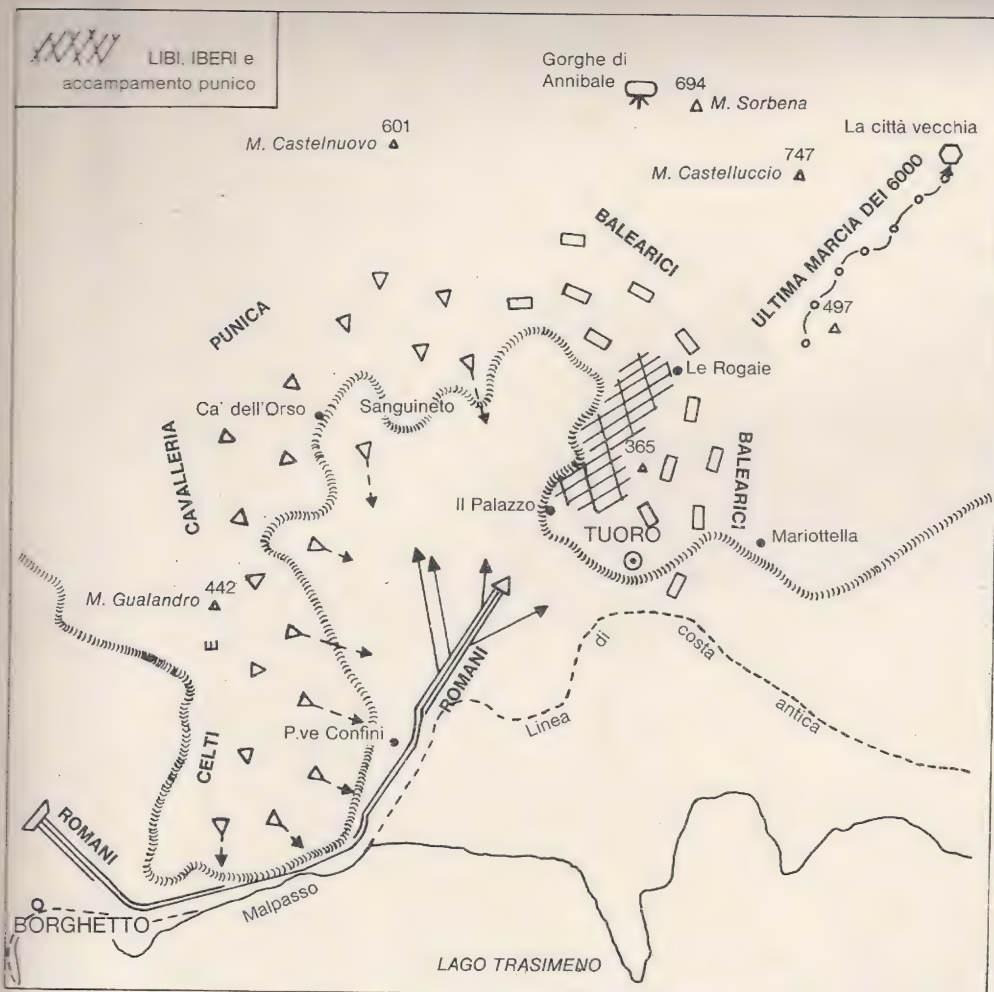 LIBI, IBERI e
accampamento punico
Gorghe di
Annibale
694
M. Sorbena
601
M. Castelnuovo
La città vecchia
747
M. Castelluccio
ULTIMA MARCIA DEI 6000
BALEARICI
497
PUNICA
Le Rogaie
Ca' dell'Orso
Sanguineto
CAVALLERIA
365
BALEARICI
Il Palazzo
TUORO
Mariottella
442
M. Gualandro
E
ROMANI
Linea di costa antica
P.ve Confini
CELTI
ROMANI
Malpasso
BORGHETTO
LAGO TRASIMENO